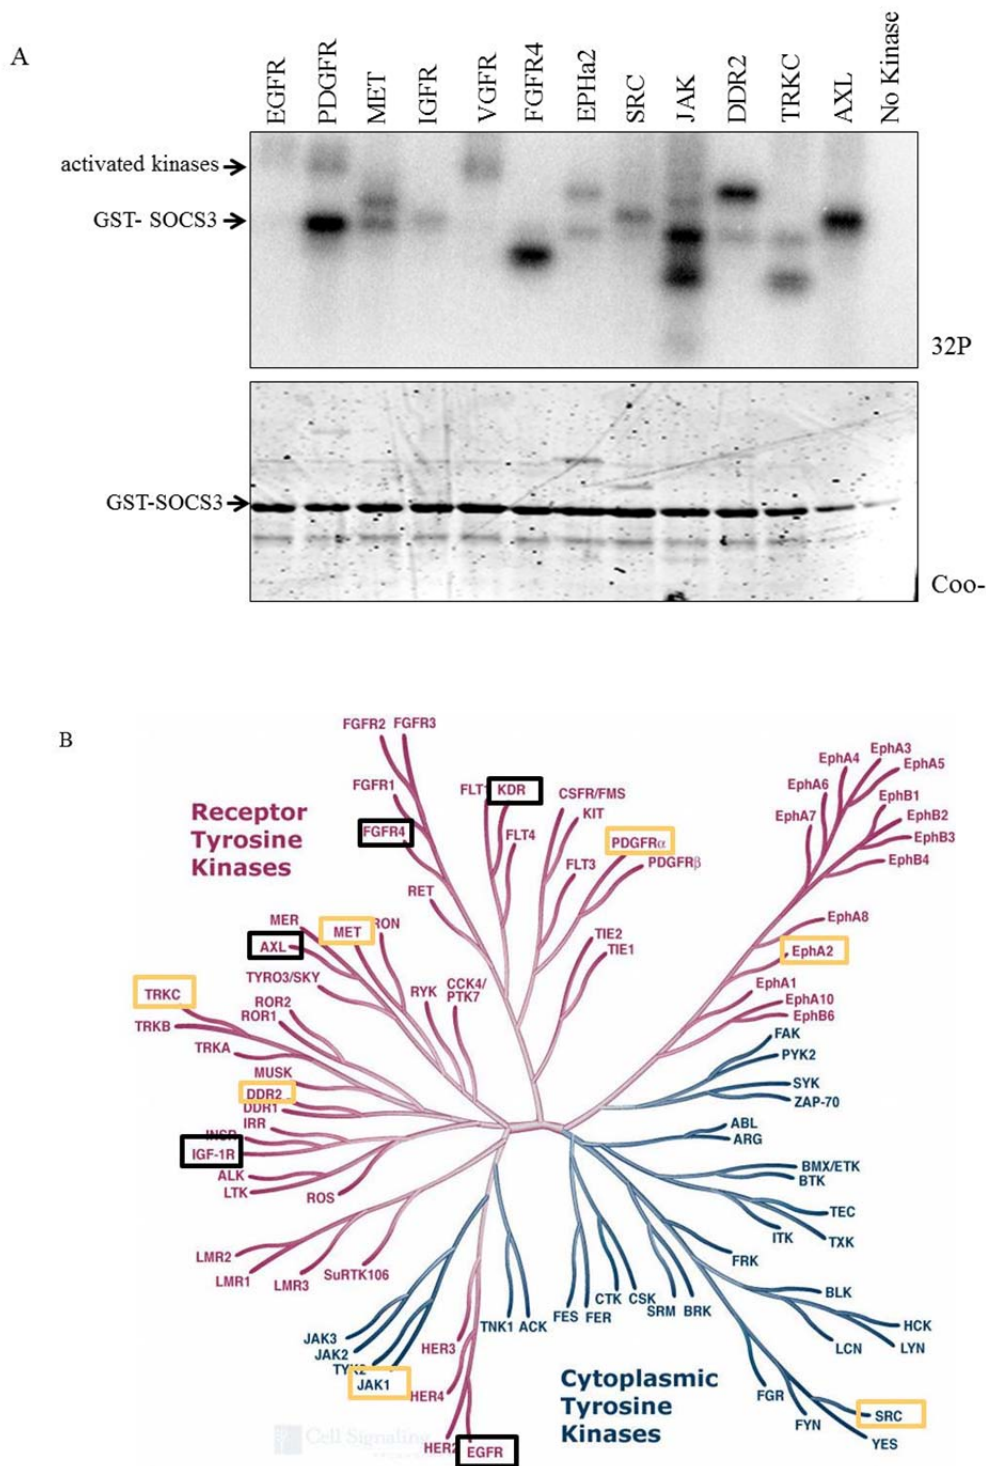 A
EGFR
PDGFR
MET
IGFR
VGFR
FGFR4
EPHa2
SRC
JAK
DDR2
TRKC
AXL
No Kinase
activated kinases
GST- SOCS3
32P
GST-SOCS3
Coo-
B
Receptor
Tyrosine
Kinases
FGFR2
FGFR3
FGFR1
FGFR4
RET
FLT1
KDR
FLT4
CSFR/FMS
KIT
FLT3
PDGFRα
PDGFRβ
TIE2
TIE1
EphA4
EphA3
EphA5
EphA6
EphA7
EphB1
EphB2
EphB3
EphB4
EphA8
EphA2
EphA1
EphA10
EphB6
MER
AXL
MET
RON
TYRO3/SKY
RYK
CCK4/
PTK7
TRKC
TRKB
TRKA
ROR2
ROR1
MUSK
DDR2
DDR1
IRR
INSR
IGF-1R
ALK
LTK
ROS
LMR2
LMR1
LMR3
SuRTK106
FAK
PYK2
SYK
ZAP-70
ABL
ARG
BMX/ETK
BTK
TEC
TXK
ITK
FRK
BLK
HCK
LYN
LCN
JAK3
JAK2
TYK2
JAK1
HER3
HER4
HER2
EGFR
TNK1
ACK
FES
FER
CTK
CSK
SRM
BRK
FGR
FYN
SRC
YES
Cytoplasmic
Tyrosine
Kinases
Cell Signaling